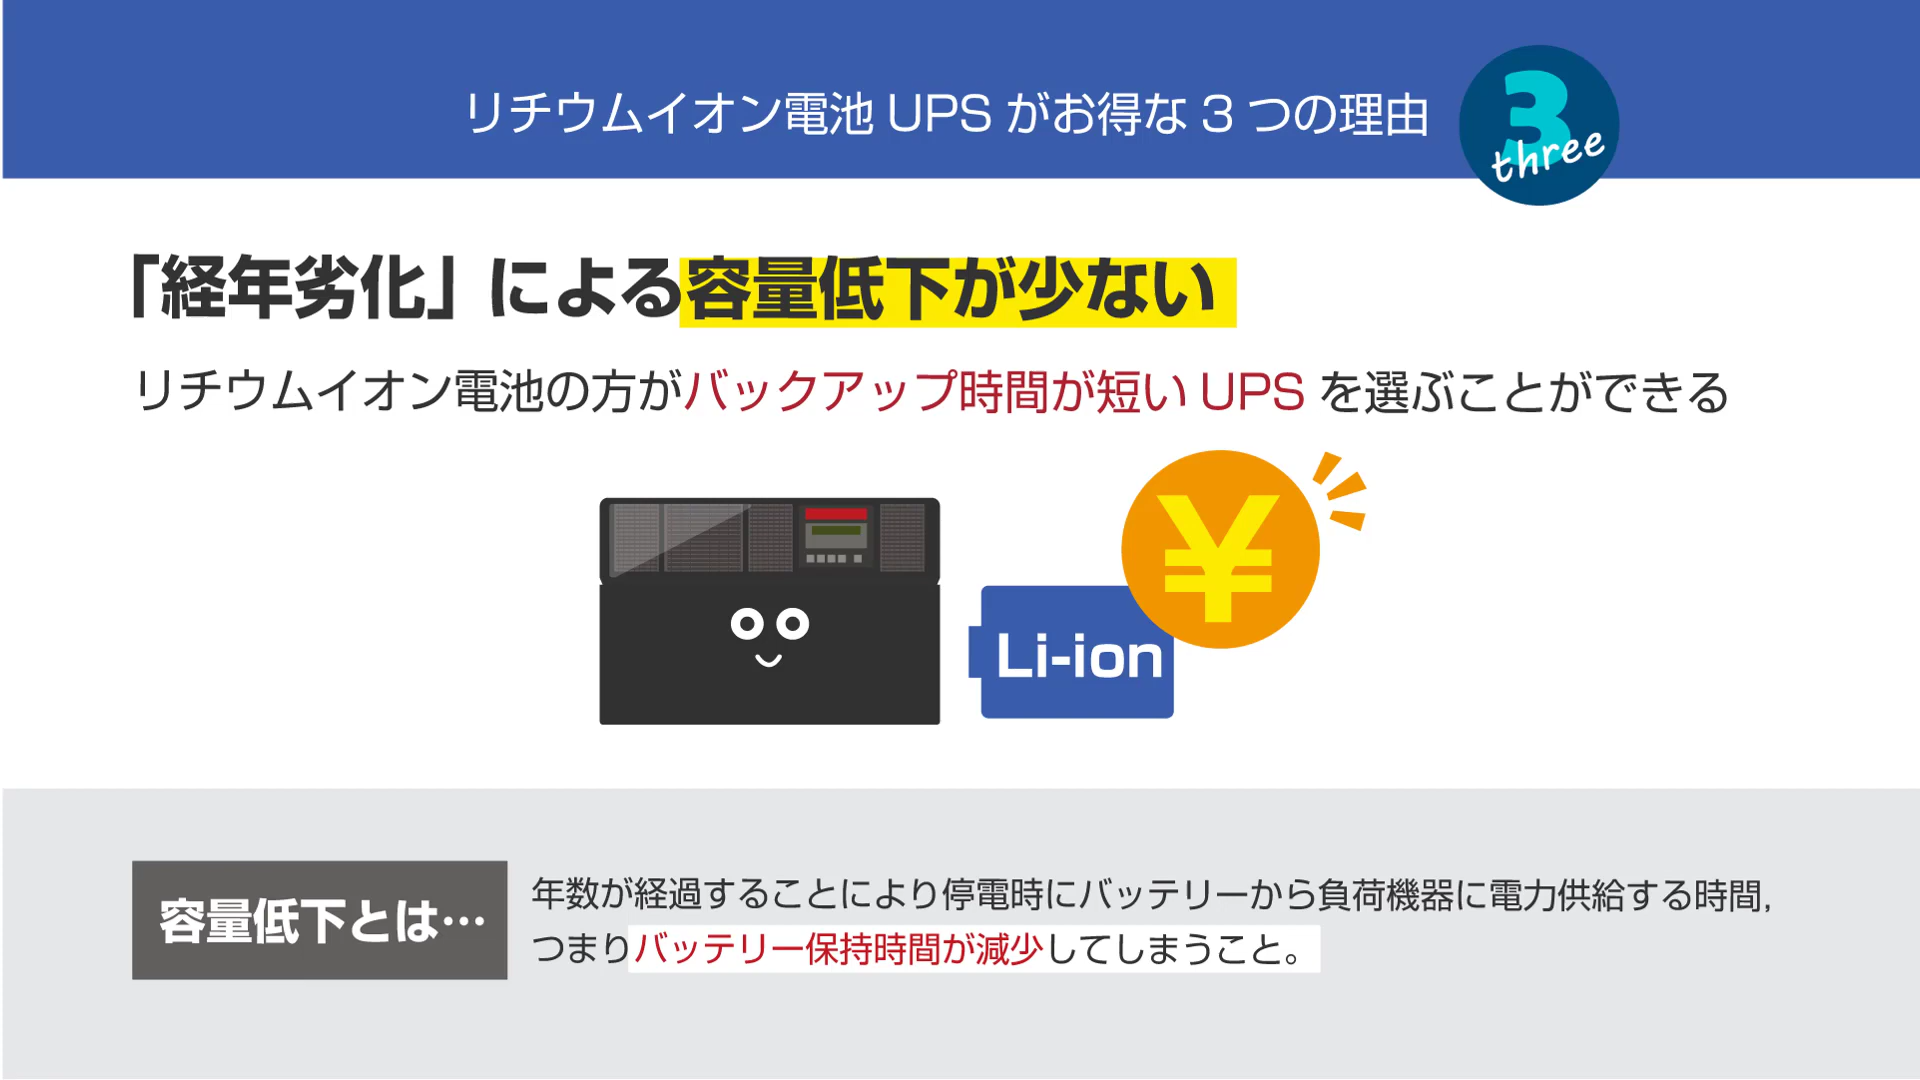 リチウムイオン電池 UPS がお得な 3 つの理由
3
three
「経年劣化」による容量低下が少ない
リチウムイオン電池の方がバックアップ時間が短い UPS を選ぶことができる
¥
Li-ion
容量低下とは…
年数が経過することにより停電時にバッテリーから負荷機器に電力供給する時間,
つまりバッテリー保持時間が減少してしまうこと。